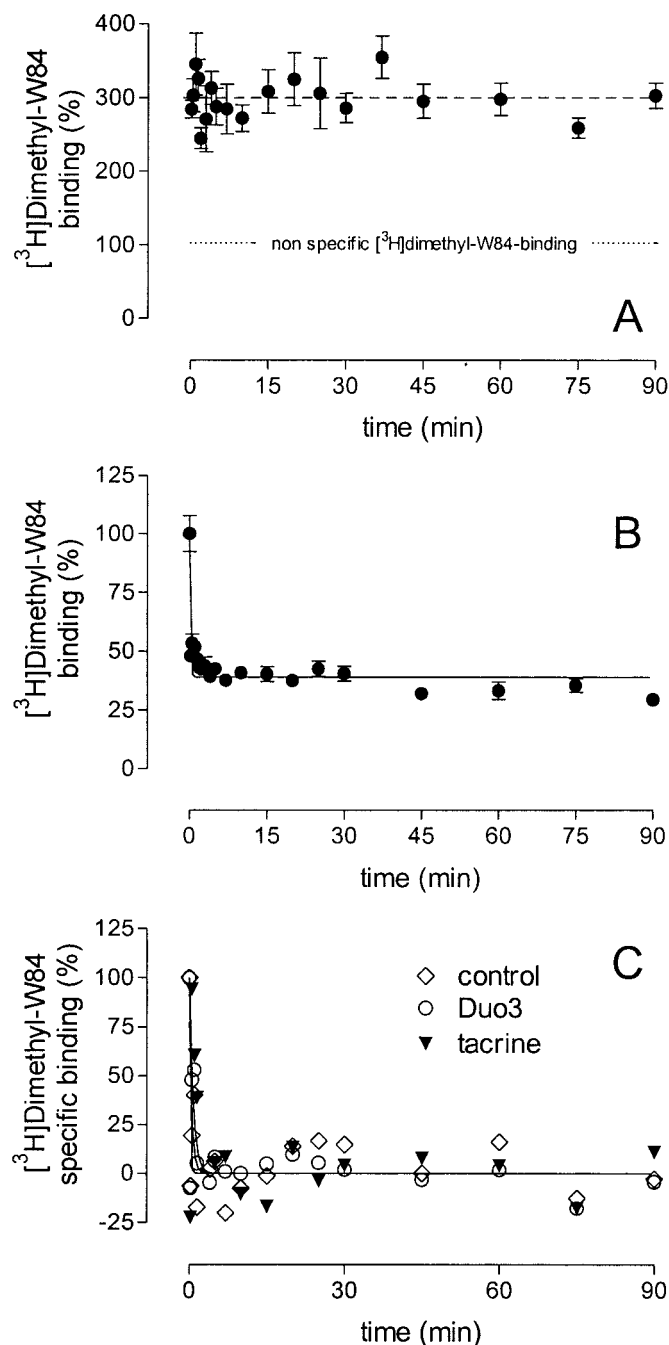 400
300
200
100
0
[³H]Dimethyl-W84
binding (%)
non specific [³H]dimethyl-W84-binding
A
0 15 30 45 60 75 90
time (min)
125
100
75
50
25
0
[³H]Dimethyl-W84
binding (%)
B
0 15 30 45 60 75 90
time (min)
125
100
75
50
25
0
-25
[³H]Dimethyl-W84
specific binding (%)
C
control
Duo3
tacrine
0 30 60 90
time (min)